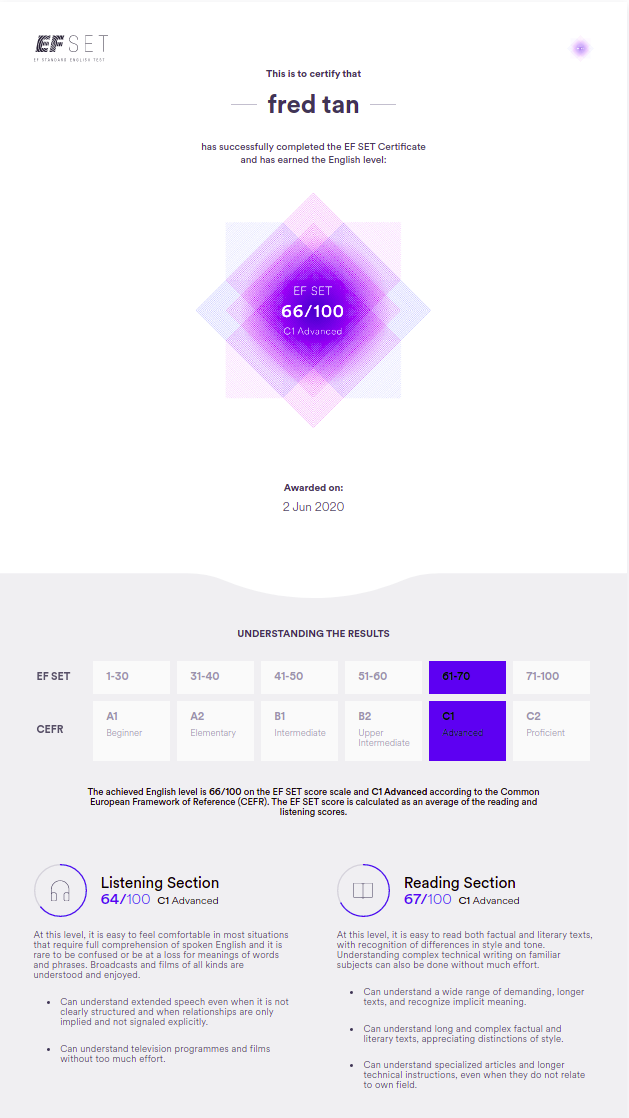 EF SET
EF STANDARD ENGLISH TEST
This is to certify that
fred tan
has successfully completed the EF SET Certificate
and has earned the English level:
EF SET
66/100
C1 Advanced
Awarded on:
2 Jun 2020
UNDERSTANDING THE RESULTS
EF SET 1-30 31-40 41-50 51-60 61-70 71-100
CEFR A1 A2 B1 B2 C1 C2
Beginner Elementary Intermediate Upper Intermediate Advanced Proficient
The achieved English level is 66/100 on the EF SET score scale and C1 Advanced according to the Common
European Framework of Reference (CEFR). The EF SET score is calculated as an average of the reading and
listening scores.
Listening Section
64/100 C1 Advanced
At this level, it is easy to feel comfortable in most situations
that require full comprehension of spoken English and it is
rare to be confused or be at a loss for meanings of words
and phrases. Broadcasts and films of all kinds are
understood and enjoyed.
• Can understand extended speech even when it is not
clearly structured and when relationships are only
implied and not signaled explicitly.
• Can understand television programmes and films
without too much effort.
Reading Section
67/100 C1 Advanced
At this level, it is easy to read both factual and literary texts,
with recognition of differences in style and tone.
Understanding complex technical writing on familiar
subjects can also be done without much effort.
• Can understand a wide range of demanding, longer
texts, and recognize implicit meaning.
• Can understand long and complex factual and
literary texts, appreciating distinctions of style.
• Can understand specialized articles and longer
technical instructions, even when they do not relate
to own field.